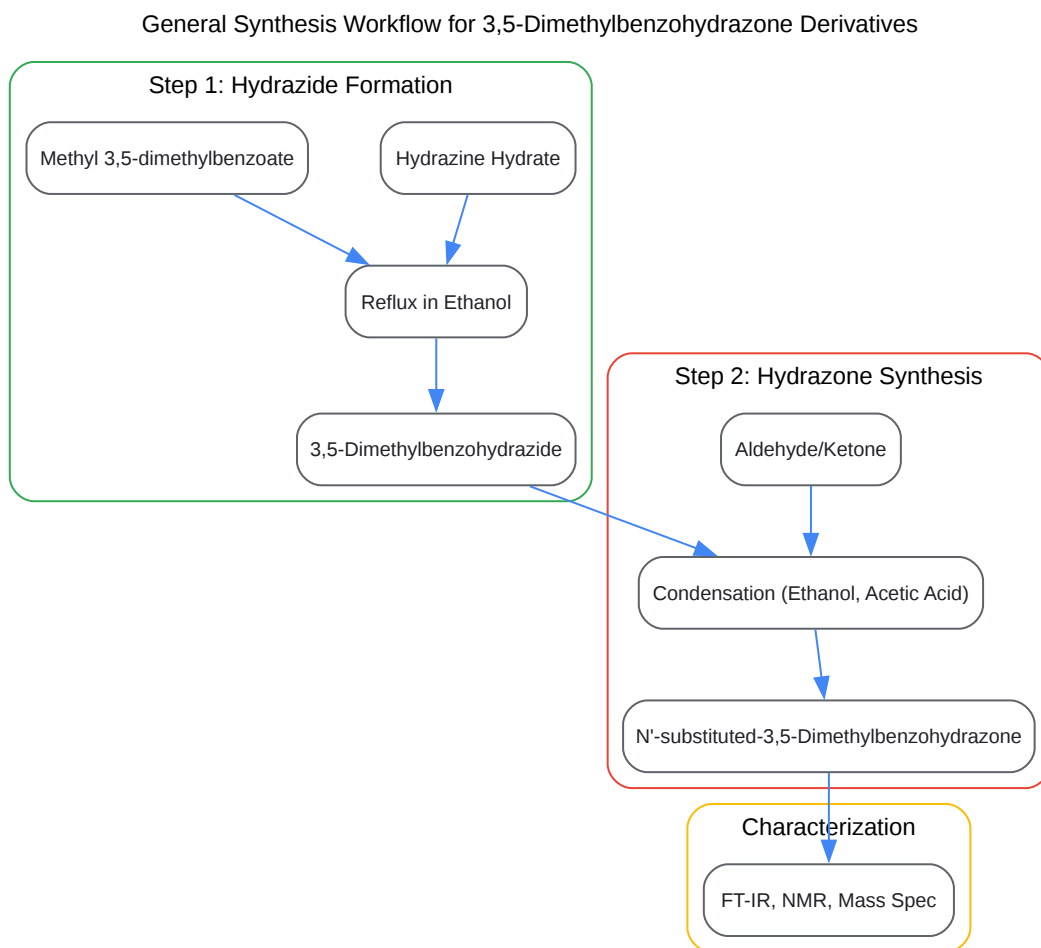 General Synthesis Workflow for 3,5-Dimethylbenzohydrazone Derivatives
Step 1: Hydrazide Formation
Methyl 3,5-dimethylbenzoate
Hydrazine Hydrate
Reflux in Ethanol
3,5-Dimethylbenzohydrazide
Step 2: Hydrazone Synthesis
Aldehyde/Ketone
Condensation (Ethanol, Acetic Acid)
N'-substituted-3,5-Dimethylbenzohydrazone
Characterization
FT-IR, NMR, Mass Spec